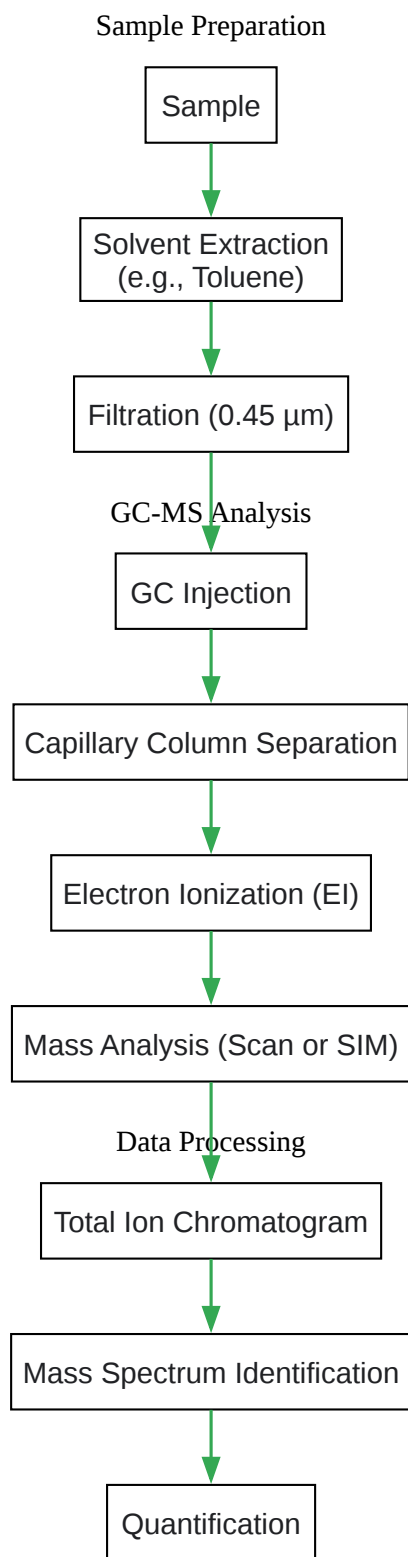 Sample Preparation
Sample
Solvent Extraction
(e.g., Toluene)
Filtration (0.45 µm)
GC-MS Analysis
GC Injection
Capillary Column Separation
Electron Ionization (EI)
Mass Analysis (Scan or SIM)
Data Processing
Total Ion Chromatogram
Mass Spectrum Identification
Quantification